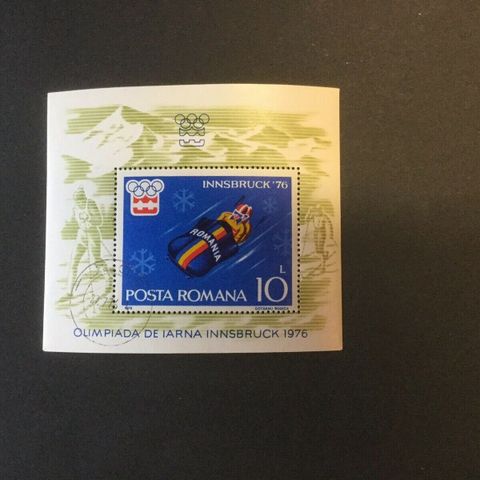 INNSBRUCK '76
ROMANIA
POSTA ROMANA 10 L
OLIMPIADA DE IARNA INNSBRUCK 1976